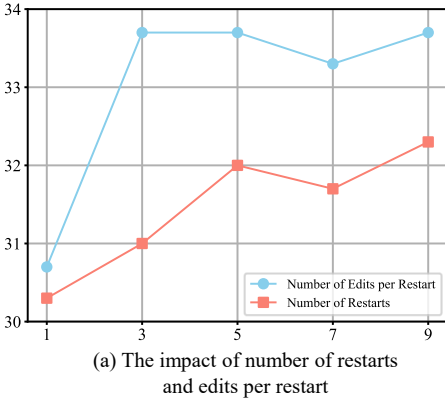 34
33
32
31
30
Number of Edits per Restart
Number of Restarts
1 3 5 7 9
(a) The impact of number of restarts
and edits per restart